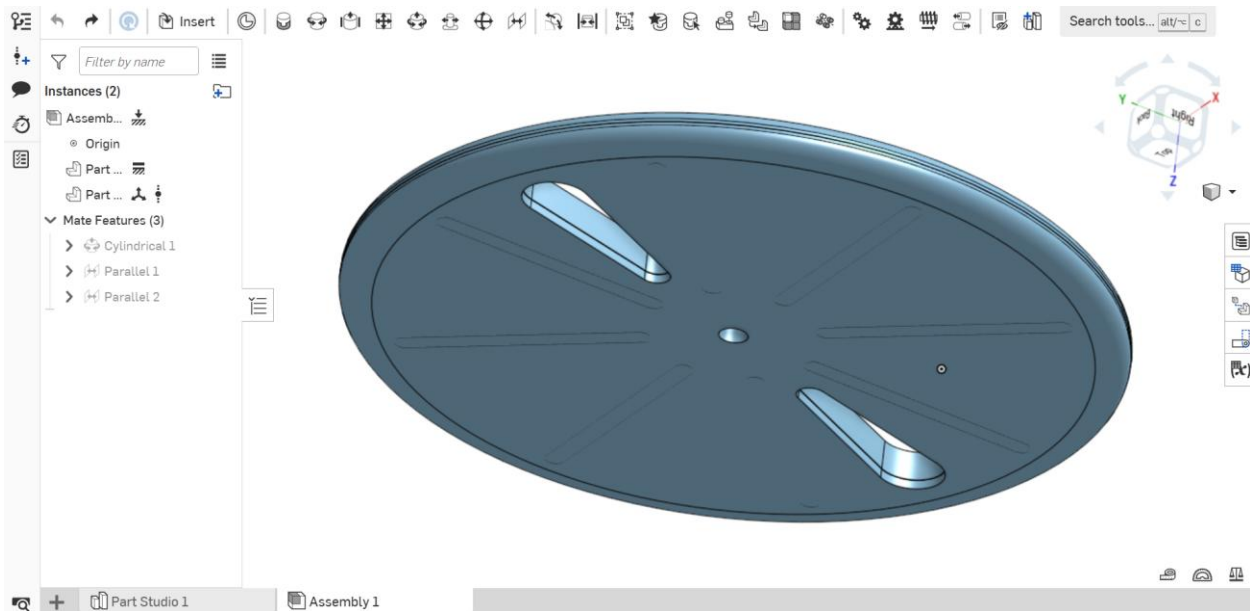 Insert
Search tools... alt/⌥ c
Filter by name
Instances (2)
Assemb...
Origin
Part ...
Part ...
Mate Features (3)
Cylindrical 1
Parallel 1
Parallel 2
Y
X
Right
Z
Part Studio 1
Assembly 1